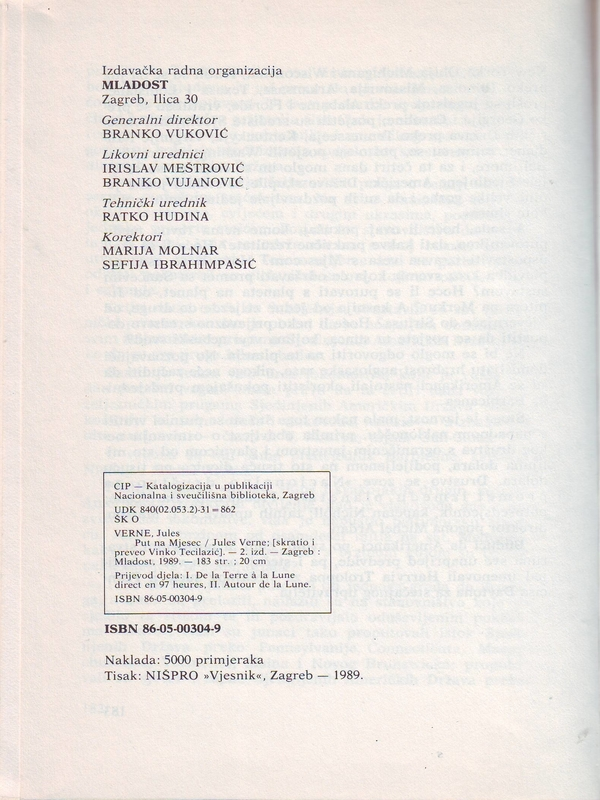 Izdavačka radna organizacija
MLADOST
Zagreb, Ilica 30
Generalni direktor
BRANKO VUKOVIĆ
Likovni urednici
IRISLAV MEŠTROVIĆ
BRANKO VUJANOVIĆ
Tehnički urednik
RATKO HUDINA
Korektori
MARIJA MOLNAR
SEFIJA IBRAHIMPAŠIĆ
CIP — Katalogizacija u publikaciji
Nacionalna i sveučilišna biblioteka, Zagreb
UDK 840(02.053.2)-31 = 862
ŠK O
VERNE, Jules
Put na Mjesec / Jules Verne; [skratio i
preveo Vinko Tecilazić]. — 2. izd. — Zagreb :
Mladost, 1989. — 183 str. ; 20 cm
Prijevod djela: I. De la Terre à la Lune
direct en 97 heures, II. Autour de la Lune.
ISBN 86-05-00304-9
ISBN 86-05-00304-9
Naklada: 5000 primjeraka
Tisak: NIŠPRO »Vjesnik«, Zagreb — 1989.